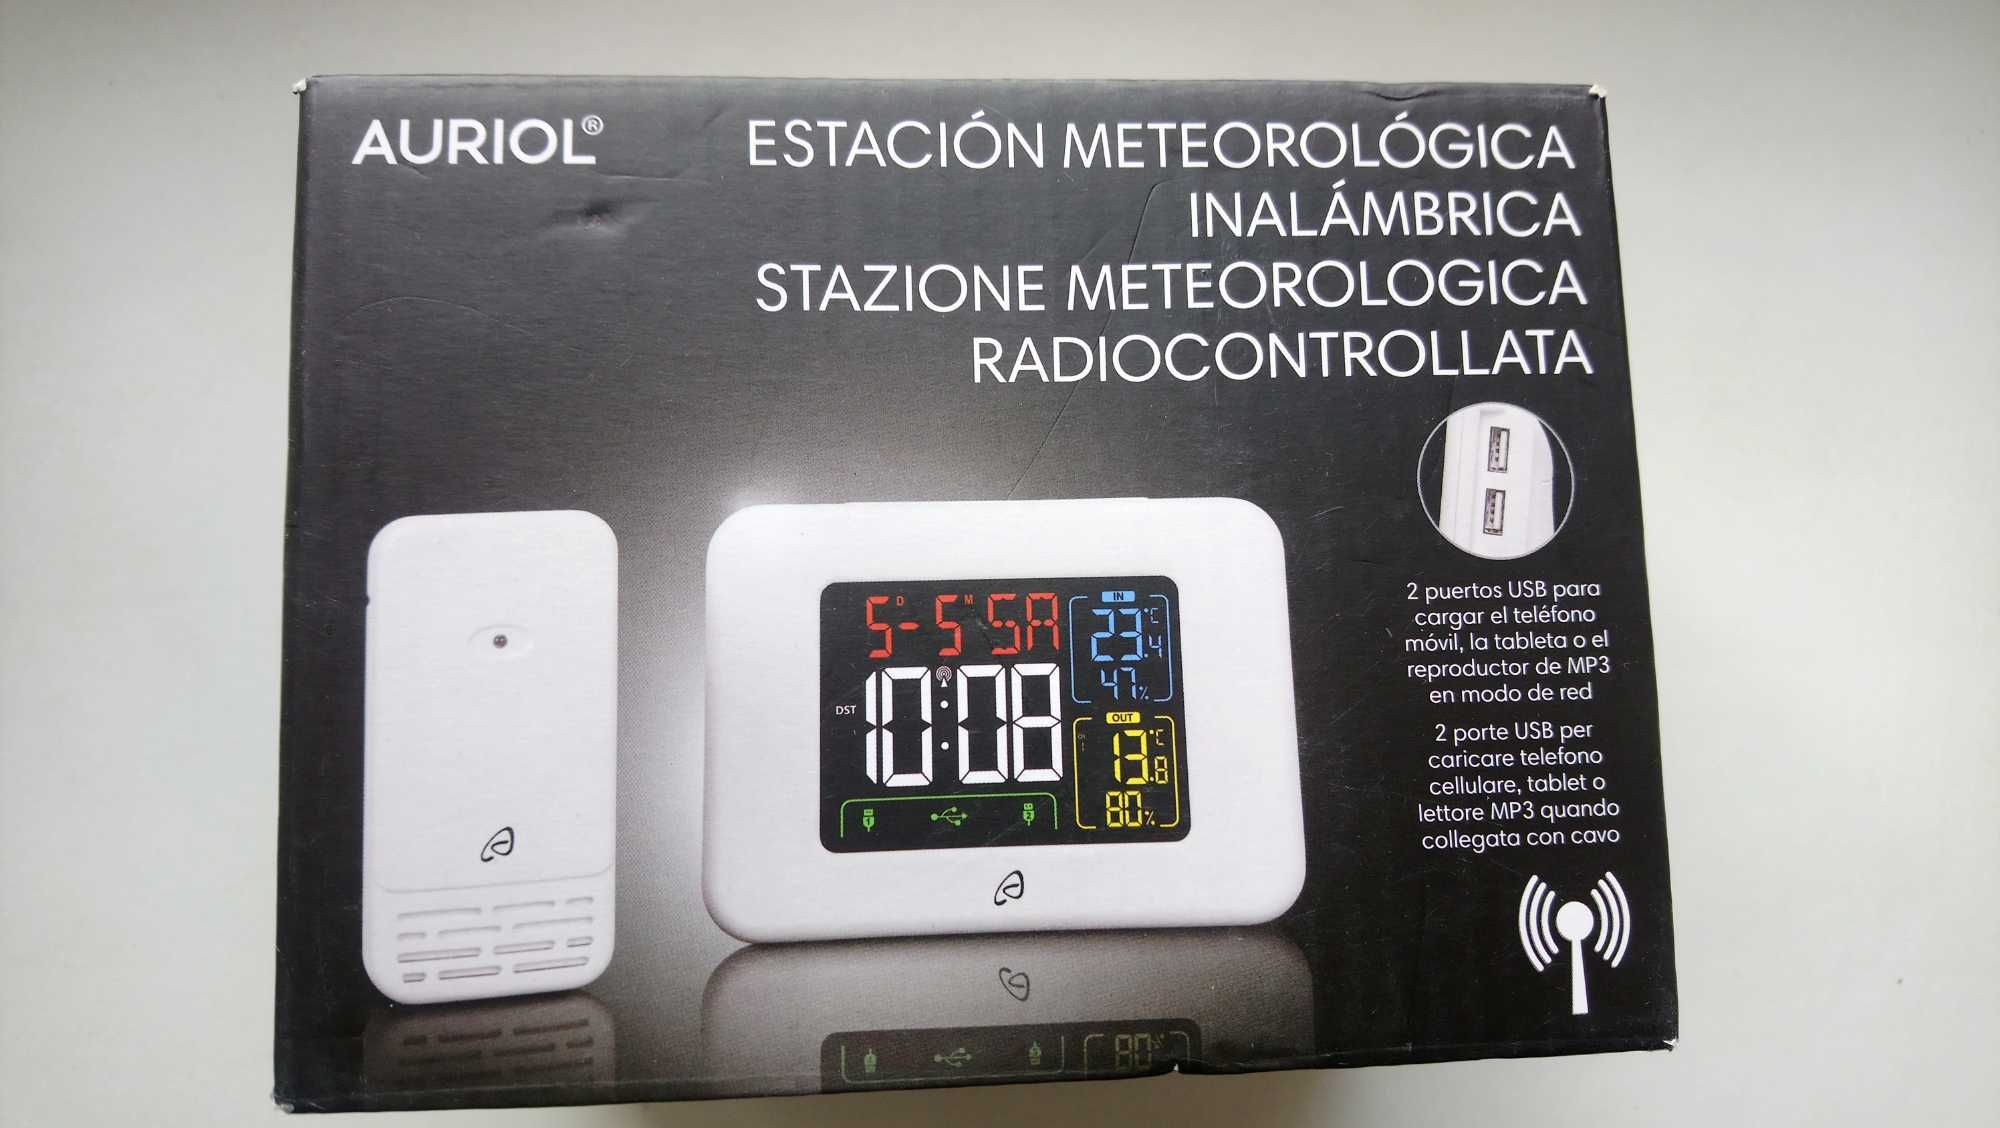 AURIOL®
ESTACIÓN METEOROLÓGICA
INALÁMBRICA
STAZIONE METEOROLOGICA
RADIOCONTROLLATA
2 puertos USB para
cargar el teléfono
móvil, la tableta o el
reproductor de MP3
en modo de red
2 porte USB per
caricare telefono
cellulare, tablet o
lettore MP3 quando
collegata con cavo
D M
5-5 SA
DST 10:08
1 2
IN
23.4 °C
47%
OUT
13.8 °C
80%